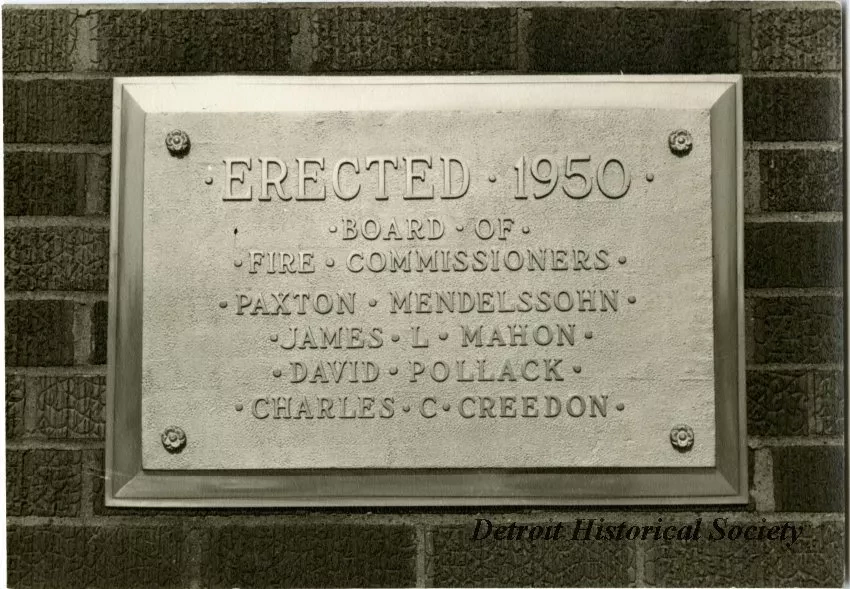 ·ERECTED · 1950·
·BOARD · OF·
·FIRE · COMMISSIONERS·
·PAXTON · MENDELSSOHN·
·JAMES · L · MAHON·
·DAVID · POLLACK·
·CHARLES · C · CREEDON·
Detroit Historical Society